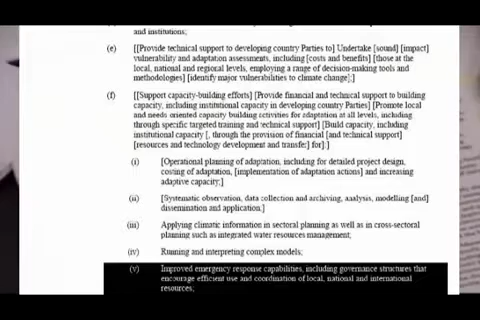 and institutions;
(e) [[Provide technical support to developing country Parties to] Undertake [sound] [impact]
vulnerability and adaptation assessments, including [costs and benefits] [those at the
local, national and regional levels, employing a range of decision-making tools and
methodologies] [identify major vulnerabilities to climate change];]
(f) [[Support capacity-building efforts] [Provide financial and technical support to building
capacity, including institutional capacity in developing country Parties] [Promote local
and needs oriented capacity building activities for adaptation at all levels, including
through specific targeted training and technical support] [Build capacity, including
institutional capacity [, through the provision of financial [and technical support]
[resources and technology development and transfer] for]:]
(i) [Operational planning of adaptation, including for detailed project design,
costing of adaptation, [implementation of adaptation actions] and increasing
adaptive capacity;]
(ii) [Systematic observation, data collection and archiving, analysis, modelling [and]
dissemination and application.]
(iii) Applying climatic information in sectoral planning as well as in cross-sectoral
planning such as integrated water resources management;
(iv) Running and interpreting complex models;
(v) Improved emergency response capabilities, including governance structures that
encourage efficient use and coordination of local, national and international
resources;